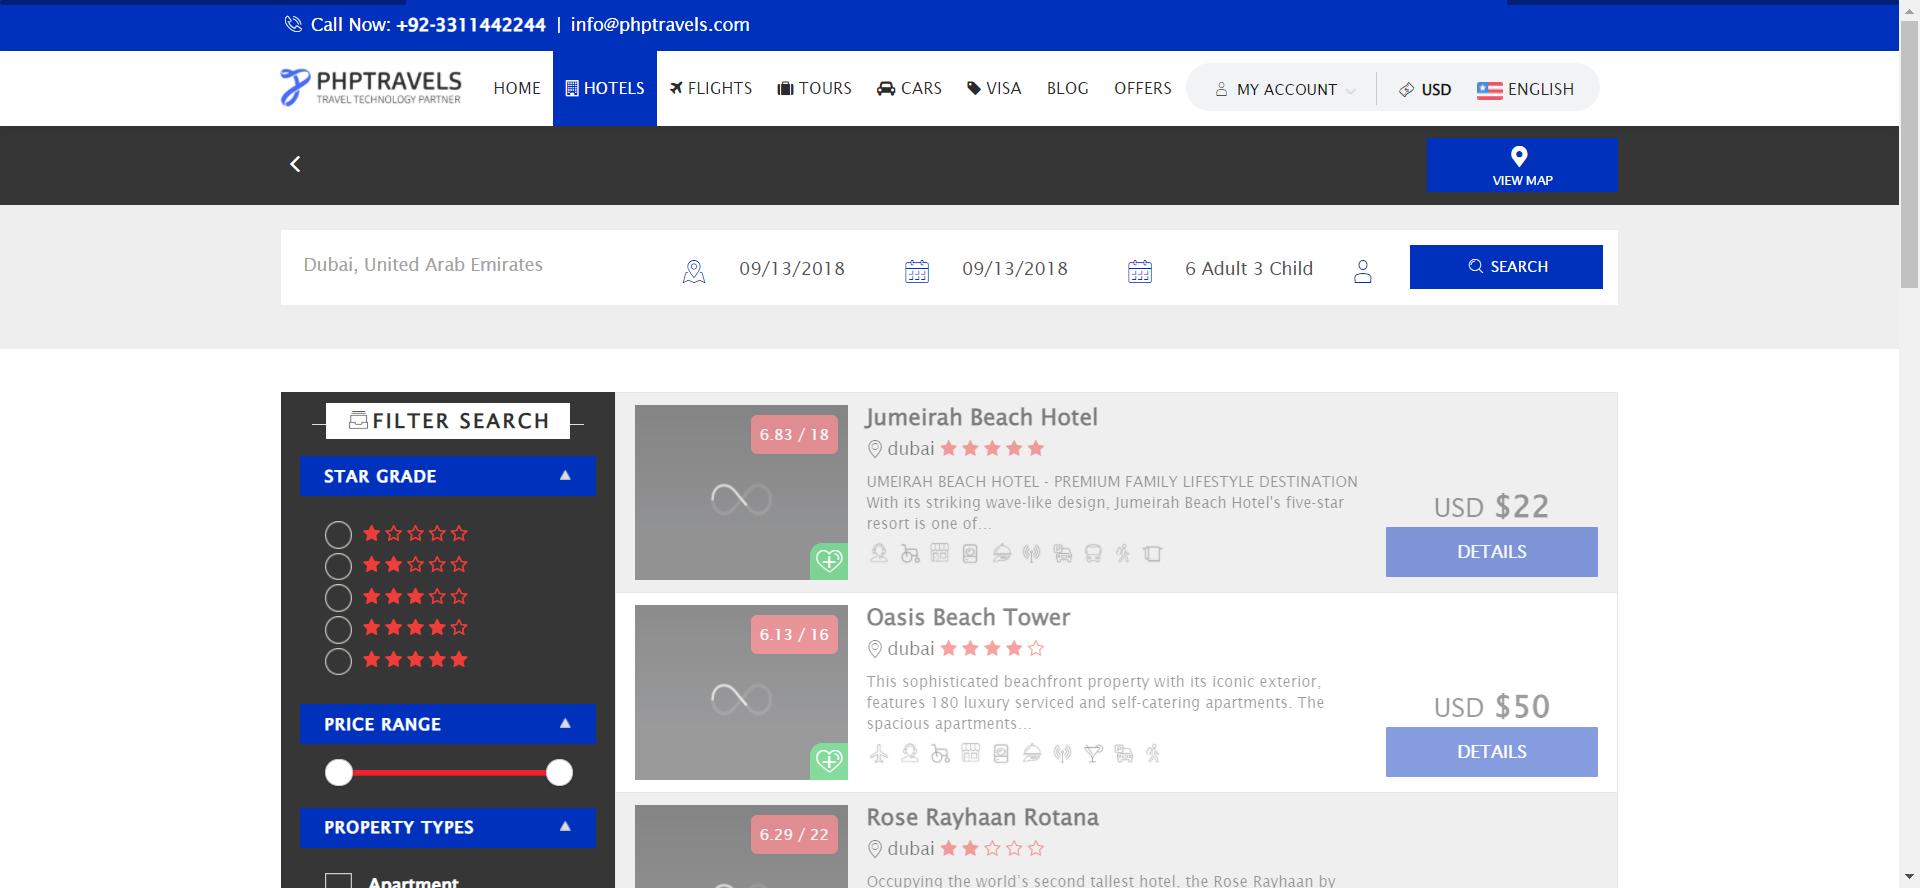 Call Now: +92-3311442244 | info@phptravels.com
PHPTRAVELS
TRAVEL TECHNOLOGY PARTNER
HOME HOTELS FLIGHTS TOURS CARS VISA BLOG OFFERS MY ACCOUNT USD ENGLISH
VIEW MAP
Dubai, United Arab Emirates 09/13/2018 09/13/2018 6 Adult 3 Child SEARCH
FILTER SEARCH
STAR GRADE
PRICE RANGE
PROPERTY TYPES
Apartment
6.83 / 18
Jumeirah Beach Hotel
dubai
UMEIRAH BEACH HOTEL - PREMIUM FAMILY LIFESTYLE DESTINATION
With its striking wave-like design, Jumeirah Beach Hotel's five-star
resort is one of...
USD $22
DETAILS
6.13 / 16
Oasis Beach Tower
dubai
This sophisticated beachfront property with its iconic exterior,
features 180 luxury serviced and self-catering apartments. The
spacious apartments...
USD $50
DETAILS
6.29 / 22
Rose Rayhaan Rotana
dubai
Occupying the world's second tallest hotel, the Rose Rayhaan by